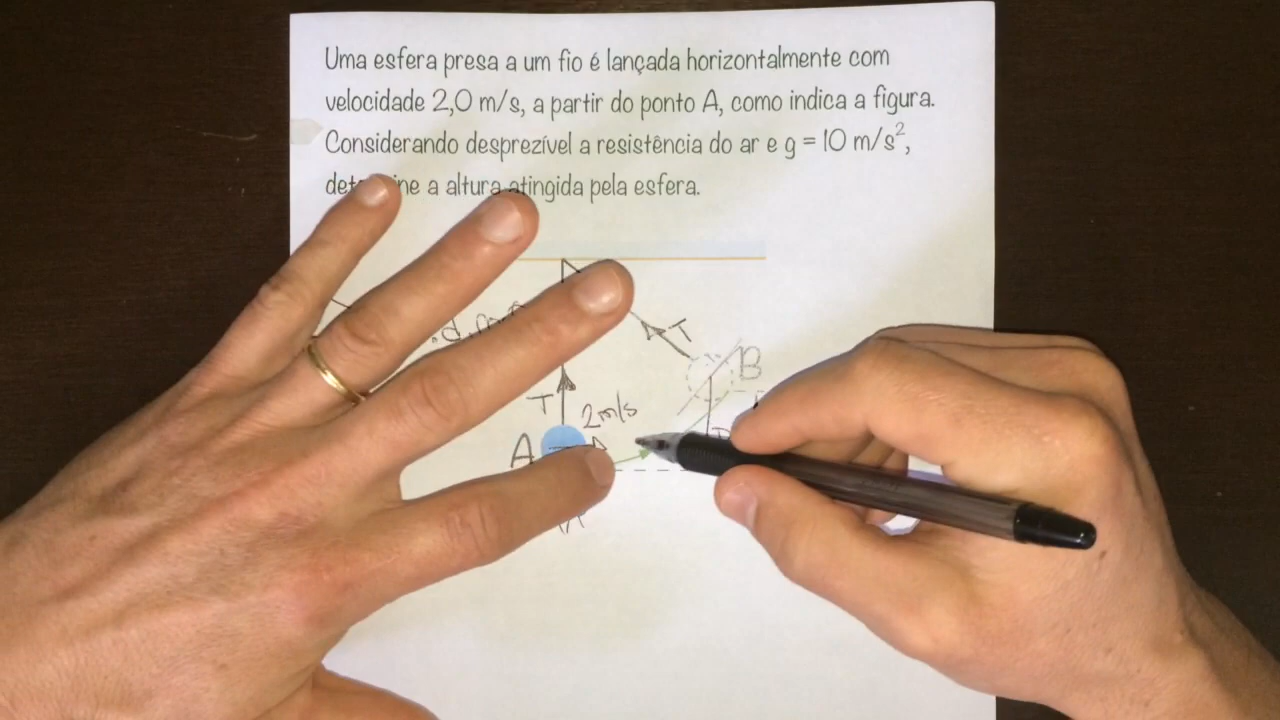 Uma esfera presa a um fio é lançada horizontalmente com
velocidade 2,0 m/s, a partir do ponto A, como indica a figura.
Considerando desprezível a resistência do ar e g = 10 m/s²,
a altura atingida pela esfera.
T
B
T
2m/s
A